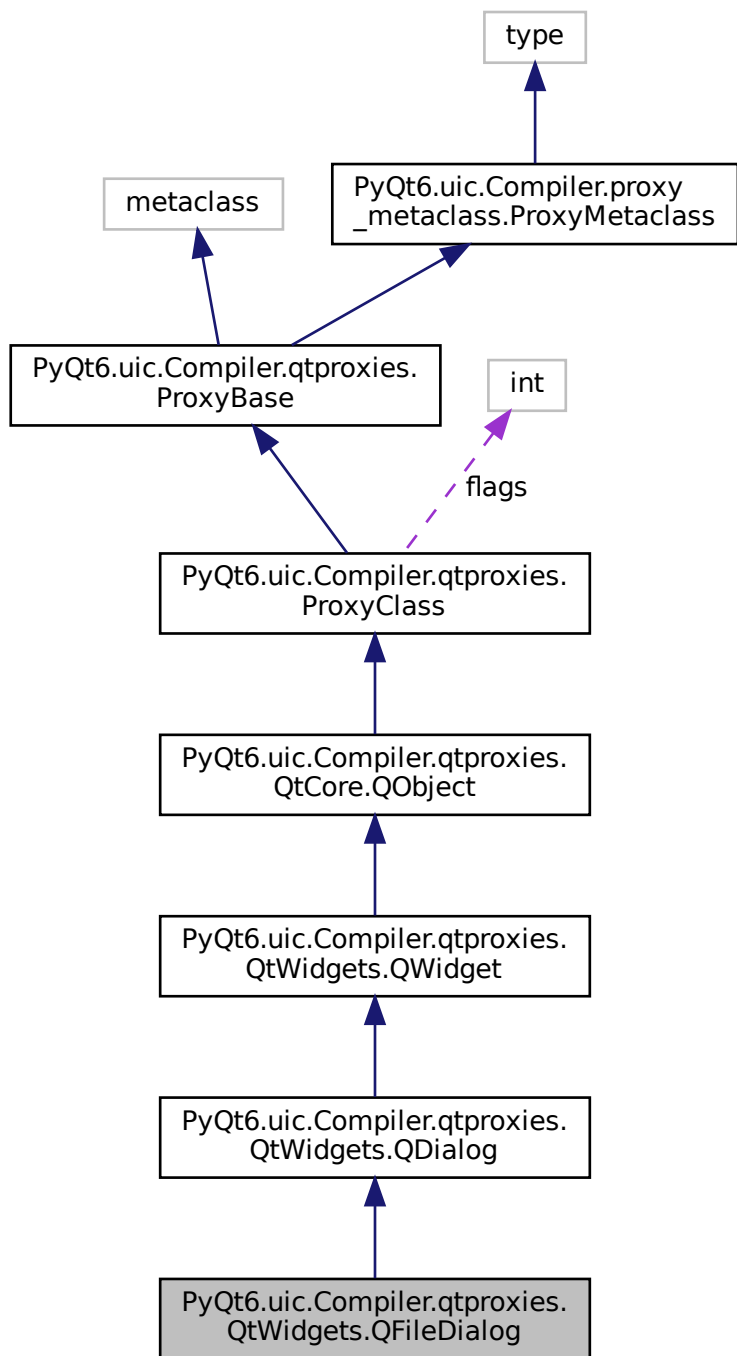 type
PyQt6.uic.Compiler.proxy
_metaclass.ProxyMetaclass
metaclass
PyQt6.uic.Compiler.qtproxies.
ProxyBase
int
flags
PyQt6.uic.Compiler.qtproxies.
ProxyClass
PyQt6.uic.Compiler.qtproxies.
QtCore.QObject
PyQt6.uic.Compiler.qtproxies.
QtWidgets.QWidget
PyQt6.uic.Compiler.qtproxies.
QtWidgets.QDialog
PyQt6.uic.Compiler.qtproxies.
QtWidgets.QFileDialog